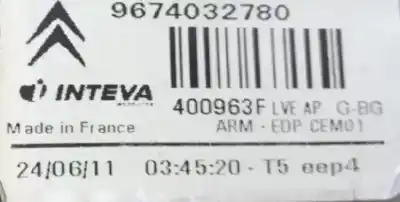 9674032780
INTEVA
PRODUCTS
400963F LVE AP G-BG
Made in France ARM - EDP CEM01
24/06/11 03:45:20 - T5 eep4